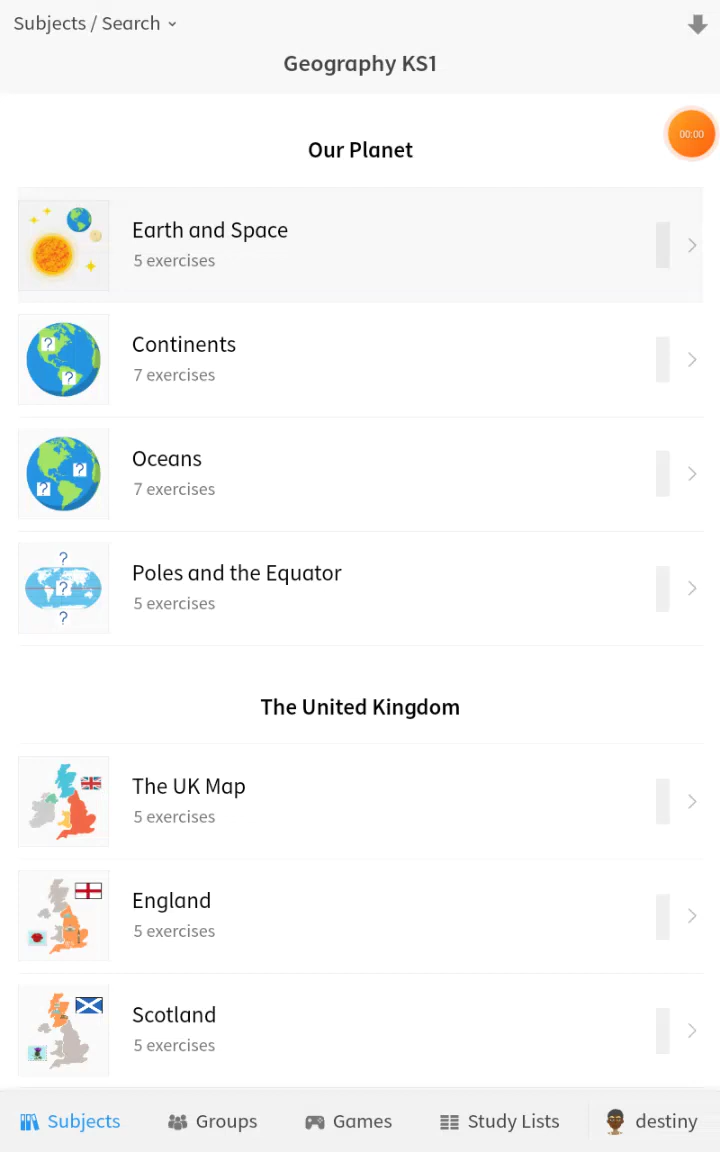 Subjects / Search
Geography KS1
00:00
Our Planet
Earth and Space
5 exercises
?
?
Continents
7 exercises
?
?
Oceans
7 exercises
?
?
?
Poles and the Equator
5 exercises
The United Kingdom
The UK Map
5 exercises
England
5 exercises
Scotland
5 exercises
Subjects Groups Games Study Lists destiny